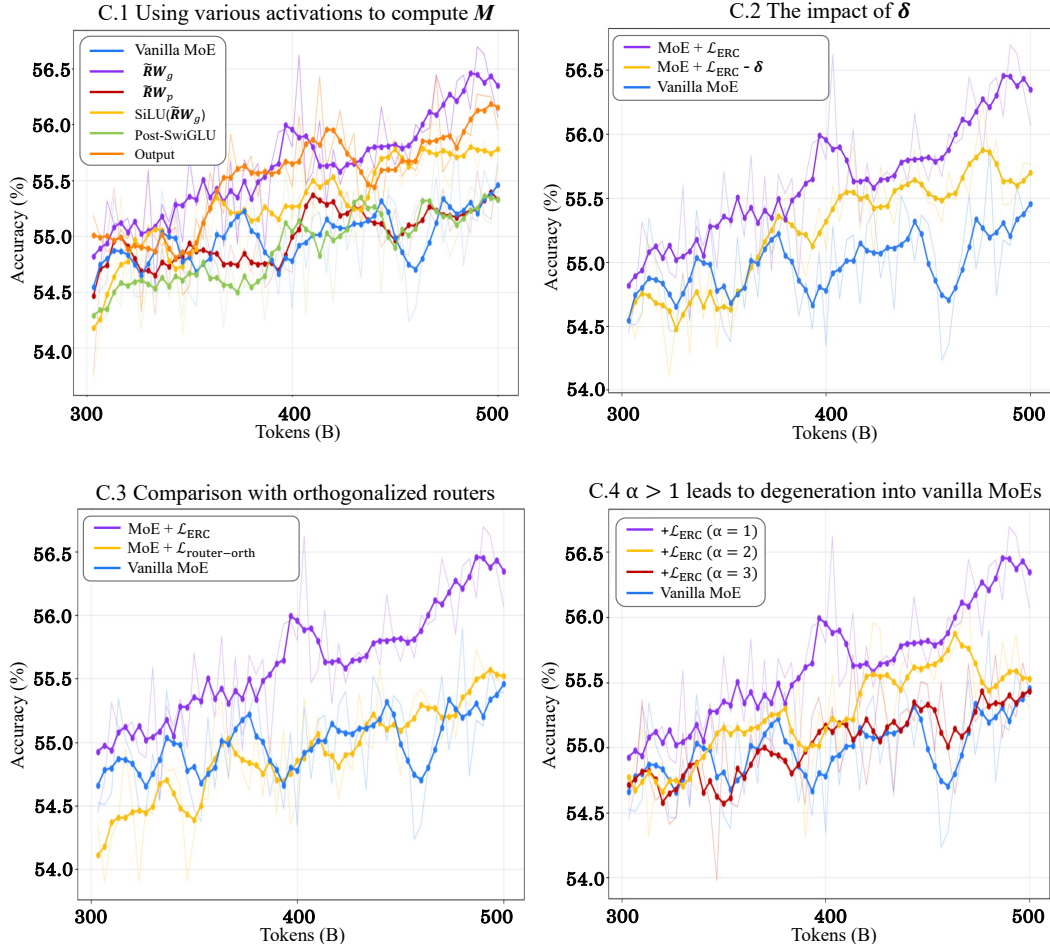 C.1 Using various activations to compute M
Accuracy (%)
56.5
56.0
55.5
55.0
54.5
54.0
Vanilla MoE
R̃W_g
R̃W_p
SiLU(R̃W_g)
Post-SwiGLU
Output
300
400
500
Tokens (B)
C.2 The impact of δ
Accuracy (%)
56.5
56.0
55.5
55.0
54.5
54.0
MoE + ℒ_ERC
MoE + ℒ_ERC - δ
Vanilla MoE
300
400
500
Tokens (B)
C.3 Comparison with orthogonalized routers
Accuracy (%)
56.5
56.0
55.5
55.0
54.5
54.0
MoE + ℒ_ERC
MoE + ℒ_router−orth
Vanilla MoE
300
400
500
Tokens (B)
C.4 α > 1 leads to degeneration into vanilla MoEs
Accuracy (%)
56.5
56.0
55.5
55.0
54.5
54.0
+ℒ_ERC (α = 1)
+ℒ_ERC (α = 2)
+ℒ_ERC (α = 3)
Vanilla MoE
300
400
500
Tokens (B)